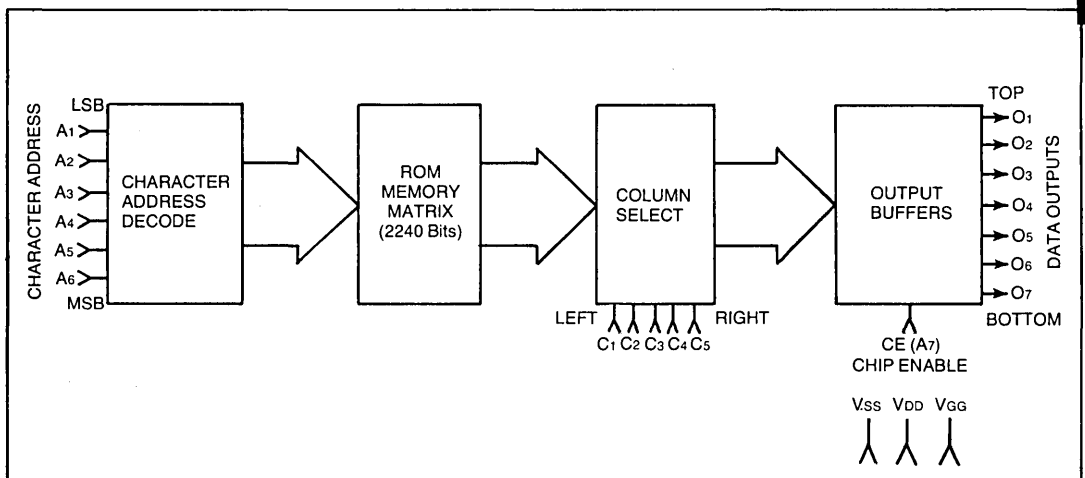 CHARACTER ADDRESS
LSB
A1
A2
A3
A4
A5
A6
MSB
CHARACTER
ADDRESS
DECODE
ROM
MEMORY
MATRIX
(2240 Bits)
COLUMN
SELECT
LEFT
RIGHT
C1 C2 C3 C4 C5
OUTPUT
BUFFERS
TOP
O1
O2
O3
O4
O5
O6
O7
BOTTOM
DATA OUTPUTS
CE (A7)
CHIP ENABLE
VSS VDD VGG